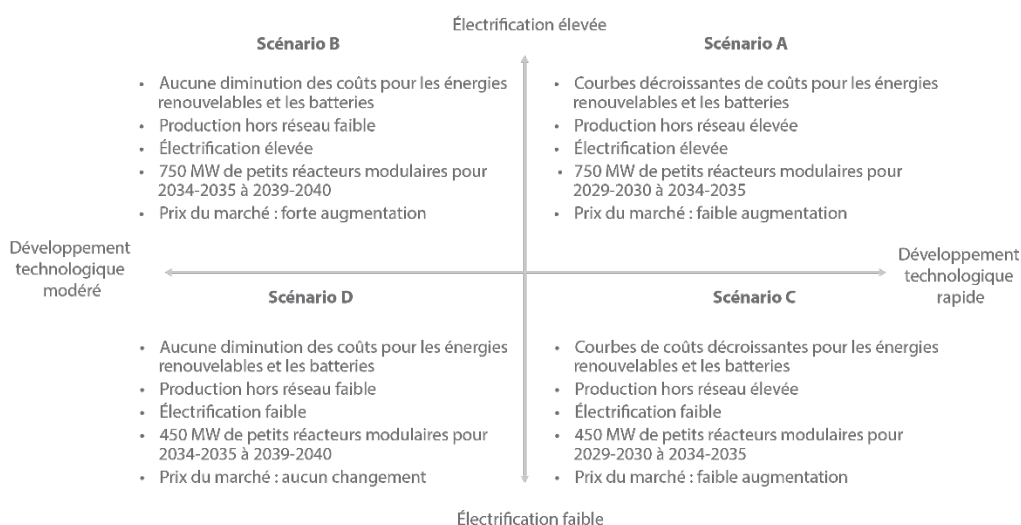 Électrification élevée
Scénario B
• Aucune diminution des coûts pour les énergies
renouvelables et les batteries
• Production hors réseau faible
• Électrification élevée
• 750 MW de petits réacteurs modulaires pour
2034-2035 à 2039-2040
• Prix du marché : forte augmentation
Scénario A
• Courbes décroissantes de coûts pour les énergies
renouvelables et les batteries
• Production hors réseau élevée
• Électrification élevée
• 750 MW de petits réacteurs modulaires pour
2029-2030 à 2034-2035
• Prix du marché : faible augmentation
Développement
technologique
modéré
Développement
technologique
rapide
Scénario D
• Aucune diminution des coûts pour les énergies
renouvelables et les batteries
• Production hors réseau faible
• Électrification faible
• 450 MW de petits réacteurs modulaires pour
2034-2035 à 2039-2040
• Prix du marché : aucun changement
Scénario C
• Courbes de coûts décroissantes pour les énergies
renouvelables et les batteries
• Production hors réseau élevée
• Électrification faible
• 450 MW de petits réacteurs modulaires pour
2029-2030 à 2034-2035
• Prix du marché : faible augmentation
Électrification faible